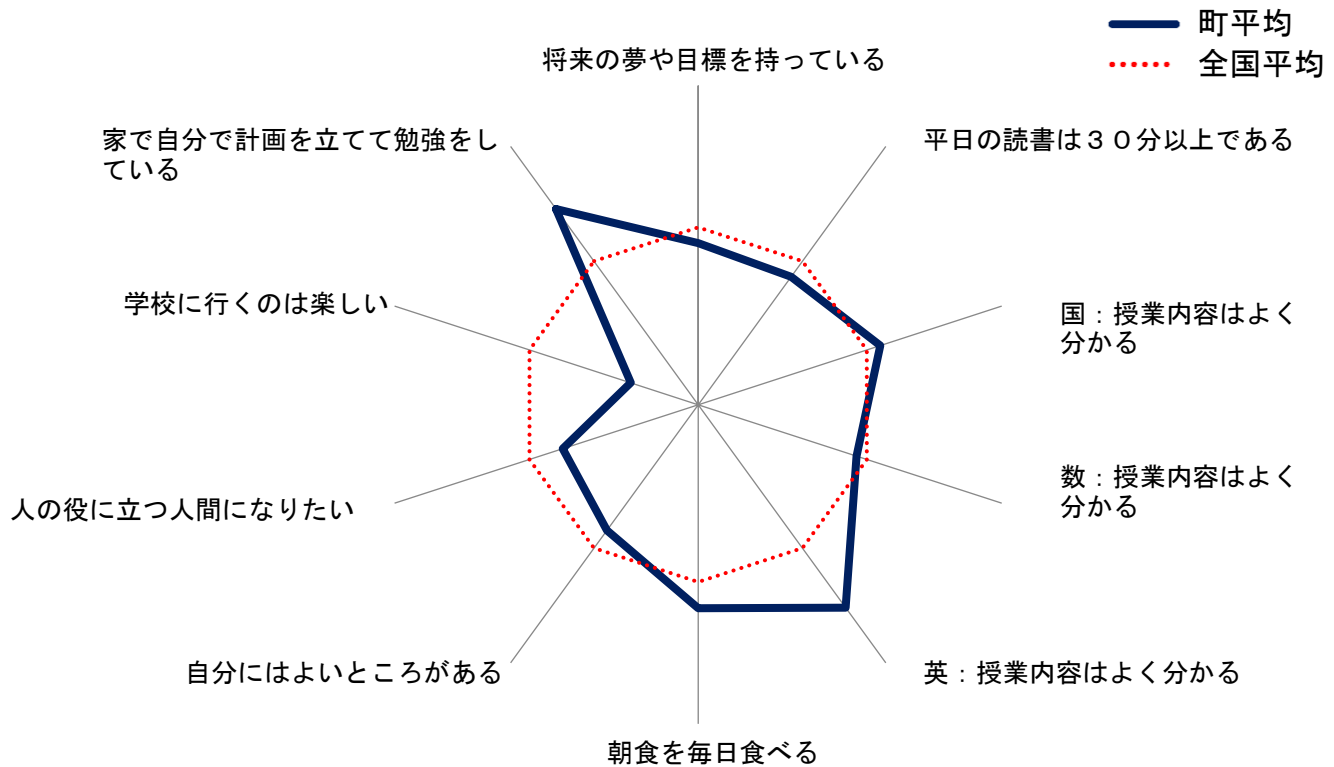 町平均
全国平均
将来の夢や目標を持っている
平日の読書は３０分以上である
国：授業内容はよく
分かる
数：授業内容はよく
分かる
英：授業内容はよく分かる
朝食を毎日食べる
自分にはよいところがある
人の役に立つ人間になりたい
学校に行くのは楽しい
家で自分で計画を立てて勉強をし
ている